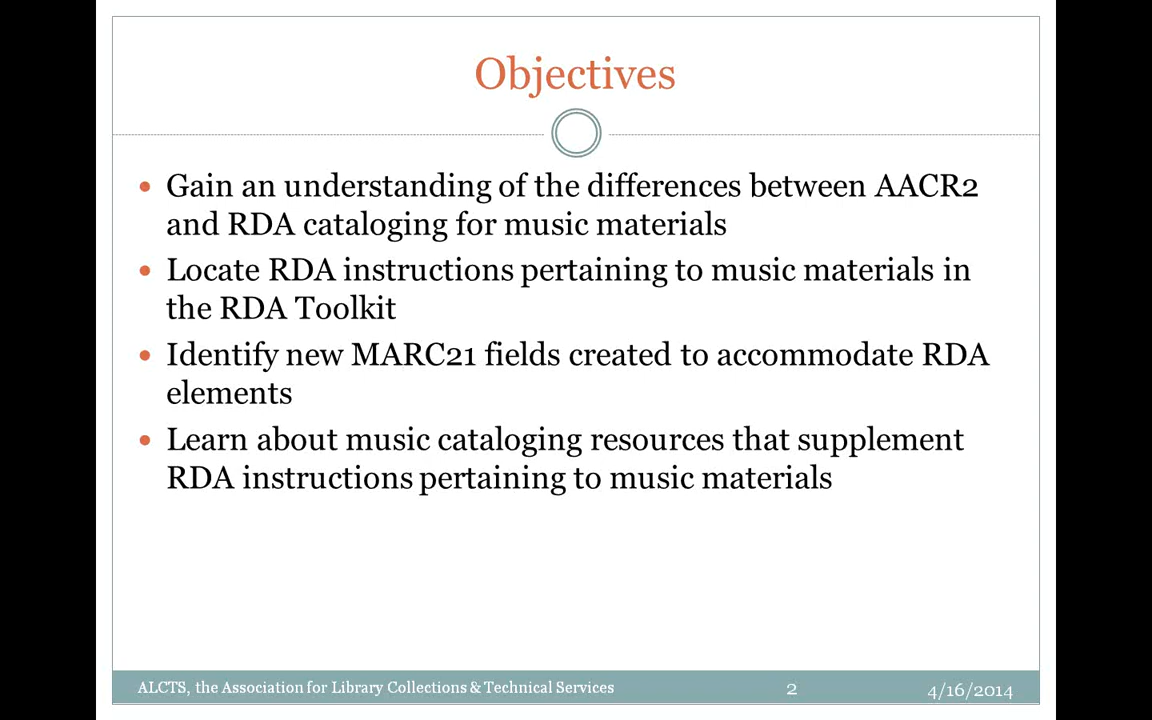 Objectives
Gain an understanding of the differences between AACR2
and RDA cataloging for music materials
Locate RDA instructions pertaining to music materials in
the RDA Toolkit
Identify new MARC21 fields created to accommodate RDA
elements
Learn about music cataloging resources that supplement
RDA instructions pertaining to music materials
ALCTS, the Association for Library Collections & Technical Services
2
4/16/2014